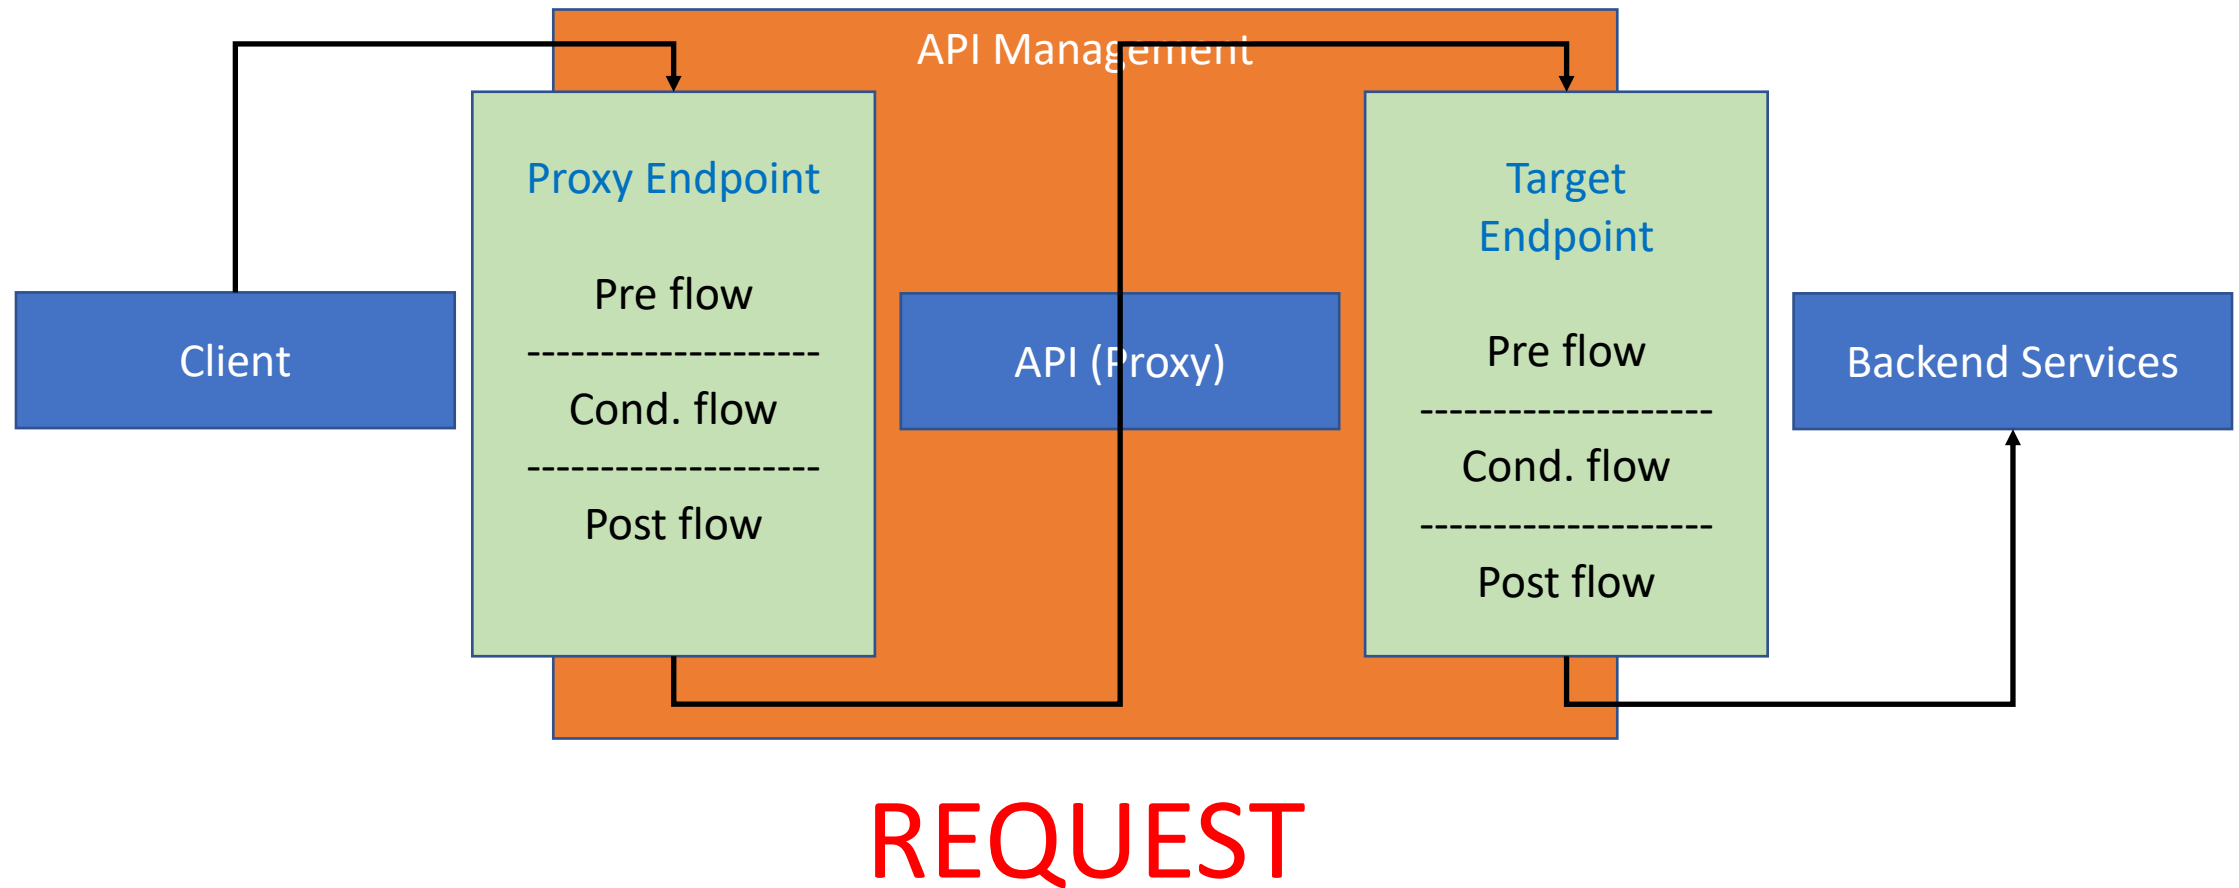 API Management
Client
Proxy Endpoint
Pre flow
--------------------
Cond. flow
--------------------
Post flow
API (Proxy)
Target
Endpoint
Pre flow
--------------------
Cond. flow
--------------------
Post flow
Backend Services
REQUEST